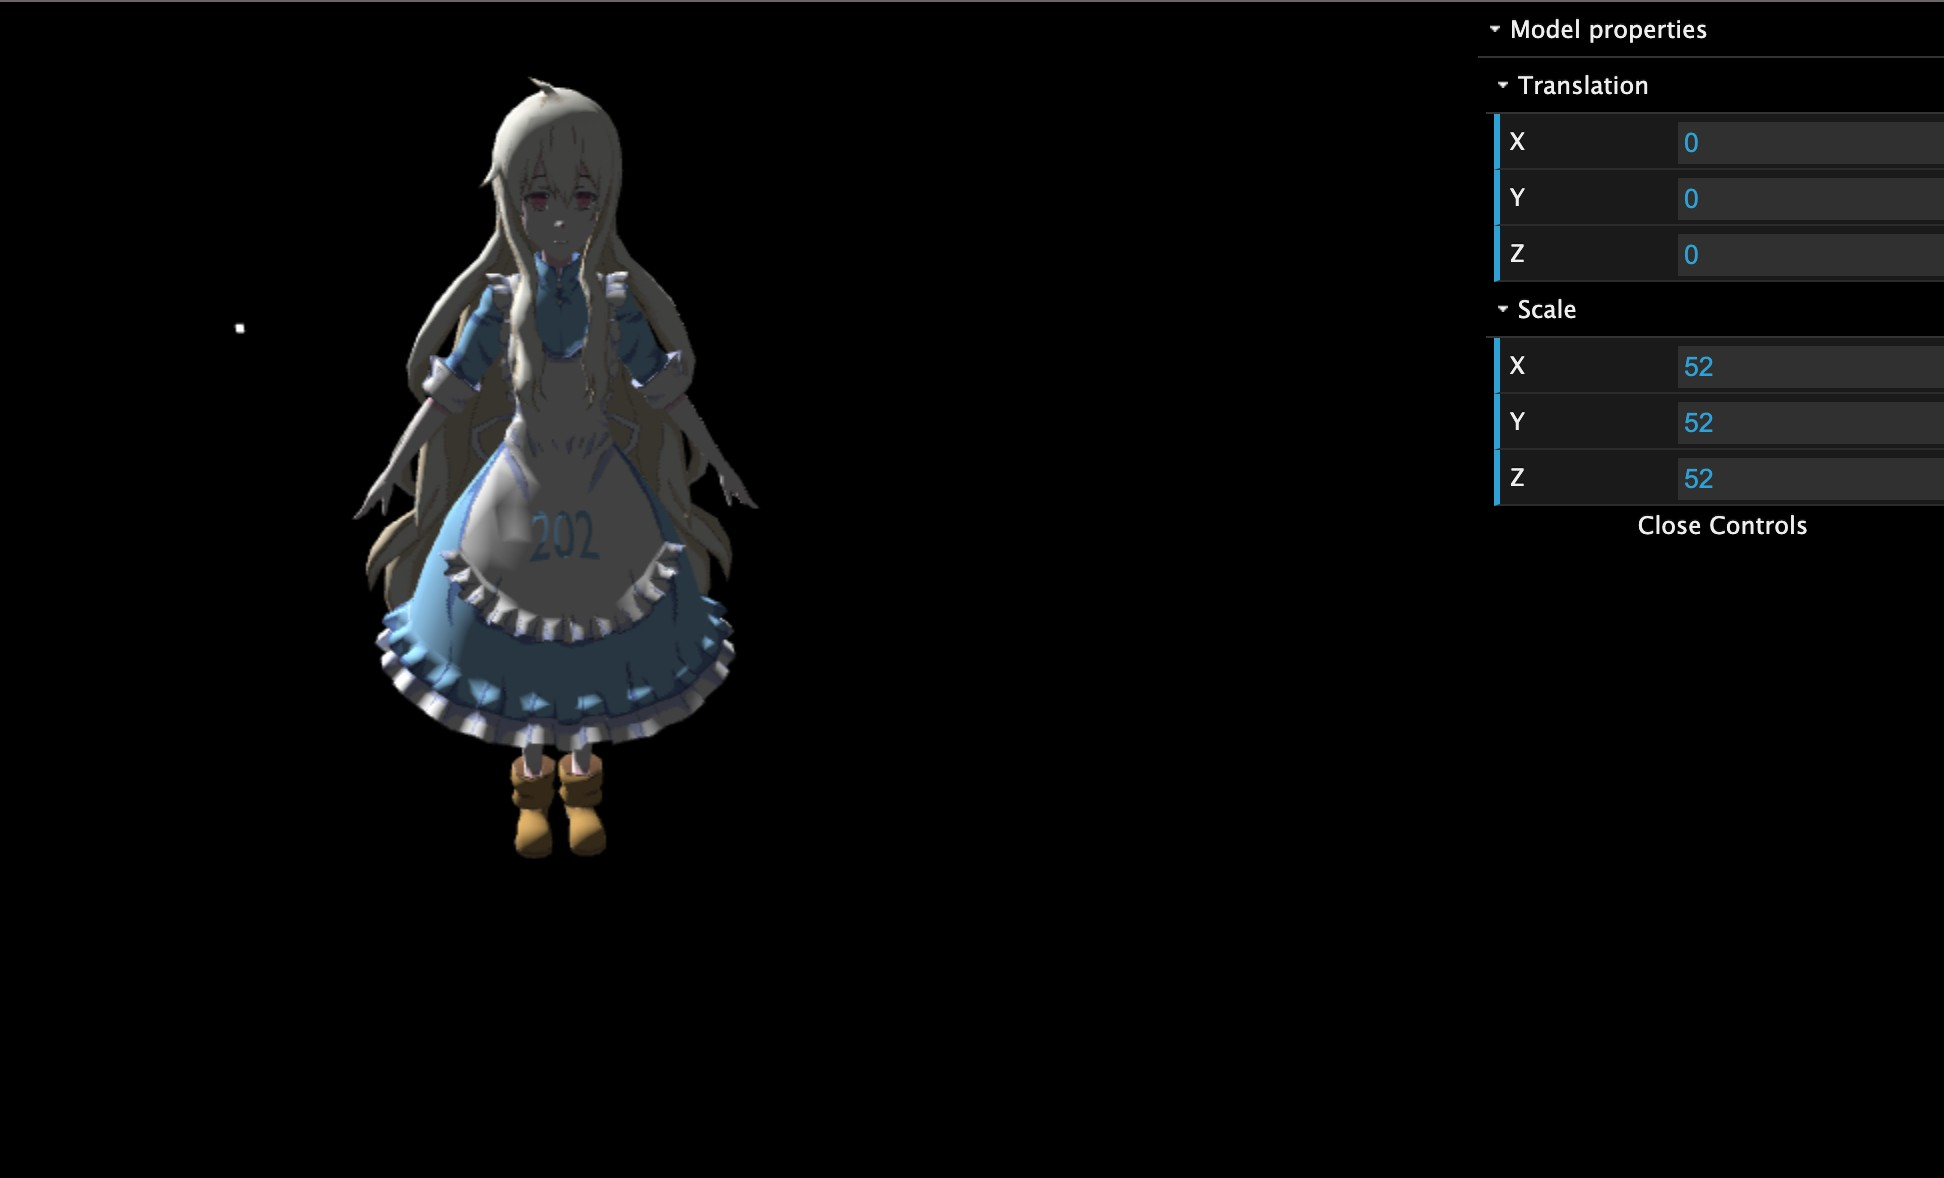 Model properties
Translation
X 0
Y 0
Z 0
Scale
X 52
Y 52
Z 52
Close Controls
202